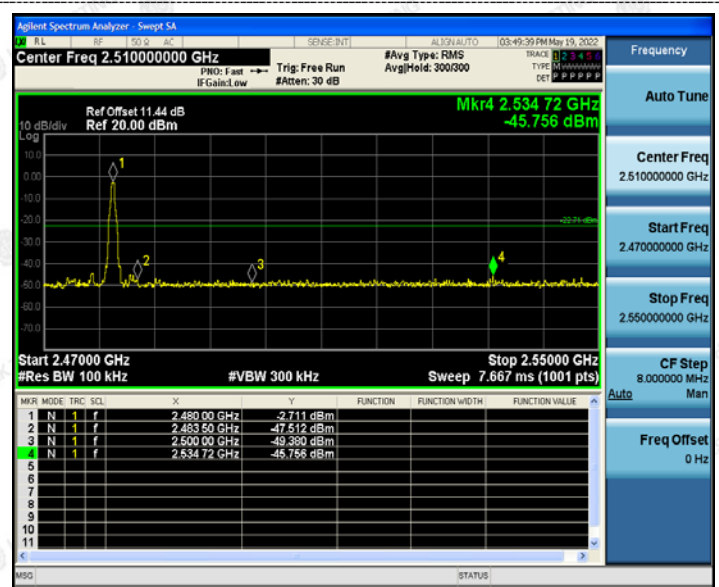 Agilent Spectrum Analyzer - Swept SA
RL RF 50 Ω AC SENSE:INT ALIGNAUTO 03:49:39 PM May 19, 2022
Center Freq 2.510000000 GHz
PNO: Fast
IFGain:Low
Trig: Free Run
#Atten: 30 dB
#Avg Type: RMS
Avg|Hold: 300/300
TRACE 1 2 3 4 5 6
TYPE M
DET P P P P P P
Frequency
Auto Tune
Center Freq
2.510000000 GHz
Start Freq
2.470000000 GHz
Stop Freq
2.550000000 GHz
CF Step
8.000000 MHz
Auto Man
Freq Offset
0 Hz
Ref Offset 11.44 dB
10 dB/div Ref 20.00 dBm
Log
Mkr4 2.534 72 GHz
-45.756 dBm
10.0
0.00
-10.0
-20.0
-30.0
-40.0
-50.0
-60.0
-70.0
-22.71 dBm
1
2
3
4
Start 2.47000 GHz Stop 2.55000 GHz
#Res BW 100 kHz #VBW 300 kHz Sweep 7.667 ms (1001 pts)
MKR MODE TRC SCL X Y FUNCTION FUNCTION WIDTH FUNCTION VALUE
1 N 1 f 2.480 00 GHz -2.711 dBm
2 N 1 f 2.483 50 GHz -47.512 dBm
3 N 1 f 2.500 00 GHz -49.380 dBm
4 N 1 f 2.534 72 GHz -45.756 dBm
5
6
7
8
9
10
11
MSG STATUS